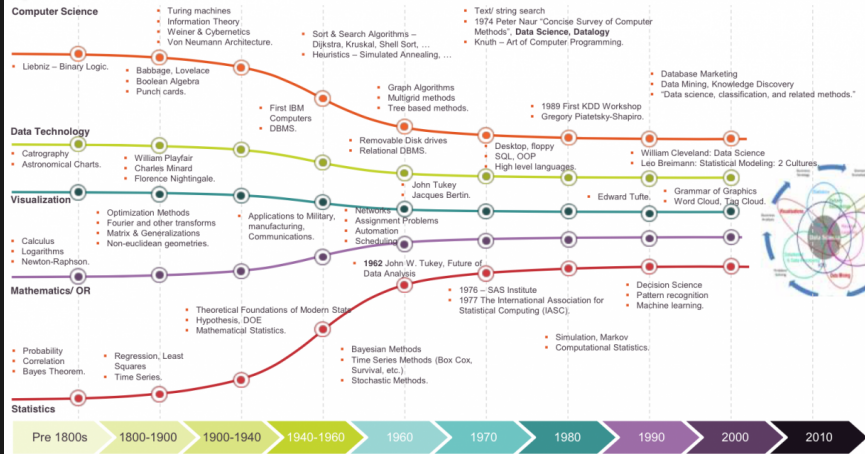 Computer Science
Turing machines
Information Theory
Weiner & Cybernetics
Von Neumann Architecture.
Sort & Search Algorithms –
Dijkstra, Kruskal, Shell Sort, …
Heuristics – Simulated Annealing, …
Text/ string search
1974 Peter Naur “Concise Survey of Computer
Methods”, Data Science, Datalogy
Knuth – Art of Computer Programming.
Liebniz – Binary Logic.
Babbage, Lovelace
Boolean Algebra
Punch cards.
Graph Algorithms
Multigrid methods
Tree based methods.
Database Marketing
Data Mining, Knowledge Discovery
“Data science, classification, and related methods.”
First IBM
Computers
DBMS.
1989 First KDD Workshop
Gregory Piatetsky-Shapiro.
Data Technology
Removable Disk drives
Relational DBMS.
Desktop, floppy
SQL, OOP
High level languages.
William Cleveland: Data Science
Leo Breimann: Statistical Modeling: 2 Cultures.
Catrography
Astronomical Charts.
William Playfair
Charles Minard
Florence Nightingale.
John Tukey
Jacques Bertin.
Edward Tufte.
Grammar of Graphics
Word Cloud, Tag Cloud.
Visualization
Optimization Methods
Fourier and other transforms
Matrix & Generalizations
Non-euclidean geometries.
Applications to Military,
manufacturing,
Communications.
Networks
Assignment Problems
Automation
Scheduling
Calculus
Logarithms
Newton-Raphson.
1962 John W. Tukey, Future of
Data Analysis
Mathematics/ OR
1976 – SAS Institute
1977 The International Association for
Statistical Computing (IASC).
Decision Science
Pattern recognition
Machine learning.
Theoretical Foundations of Modern Stats
Hypothesis, DOE
Mathematical Statistics.
Simulation, Markov
Computational Statistics.
Probability
Correlation
Bayes Theorem.
Regression, Least
Squares
Time Series.
Bayesian Methods
Time Series Methods (Box Cox,
Survival, etc.)
Stochastic Methods.
Statistics
Pre 1800s
1800-1900
1900-1940
1940-1960
1960
1970
1980
1990
2000
2010